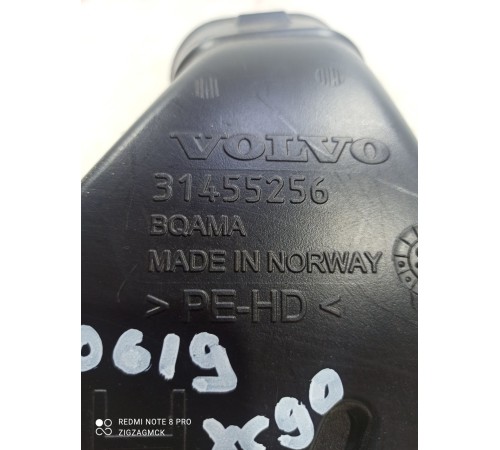 VOLVO
31455256
BQAMA
MADE IN NORWAY
> PE-HD <
0619
xc90
REDMI NOTE 8 PRO
ZIGZAGMCK